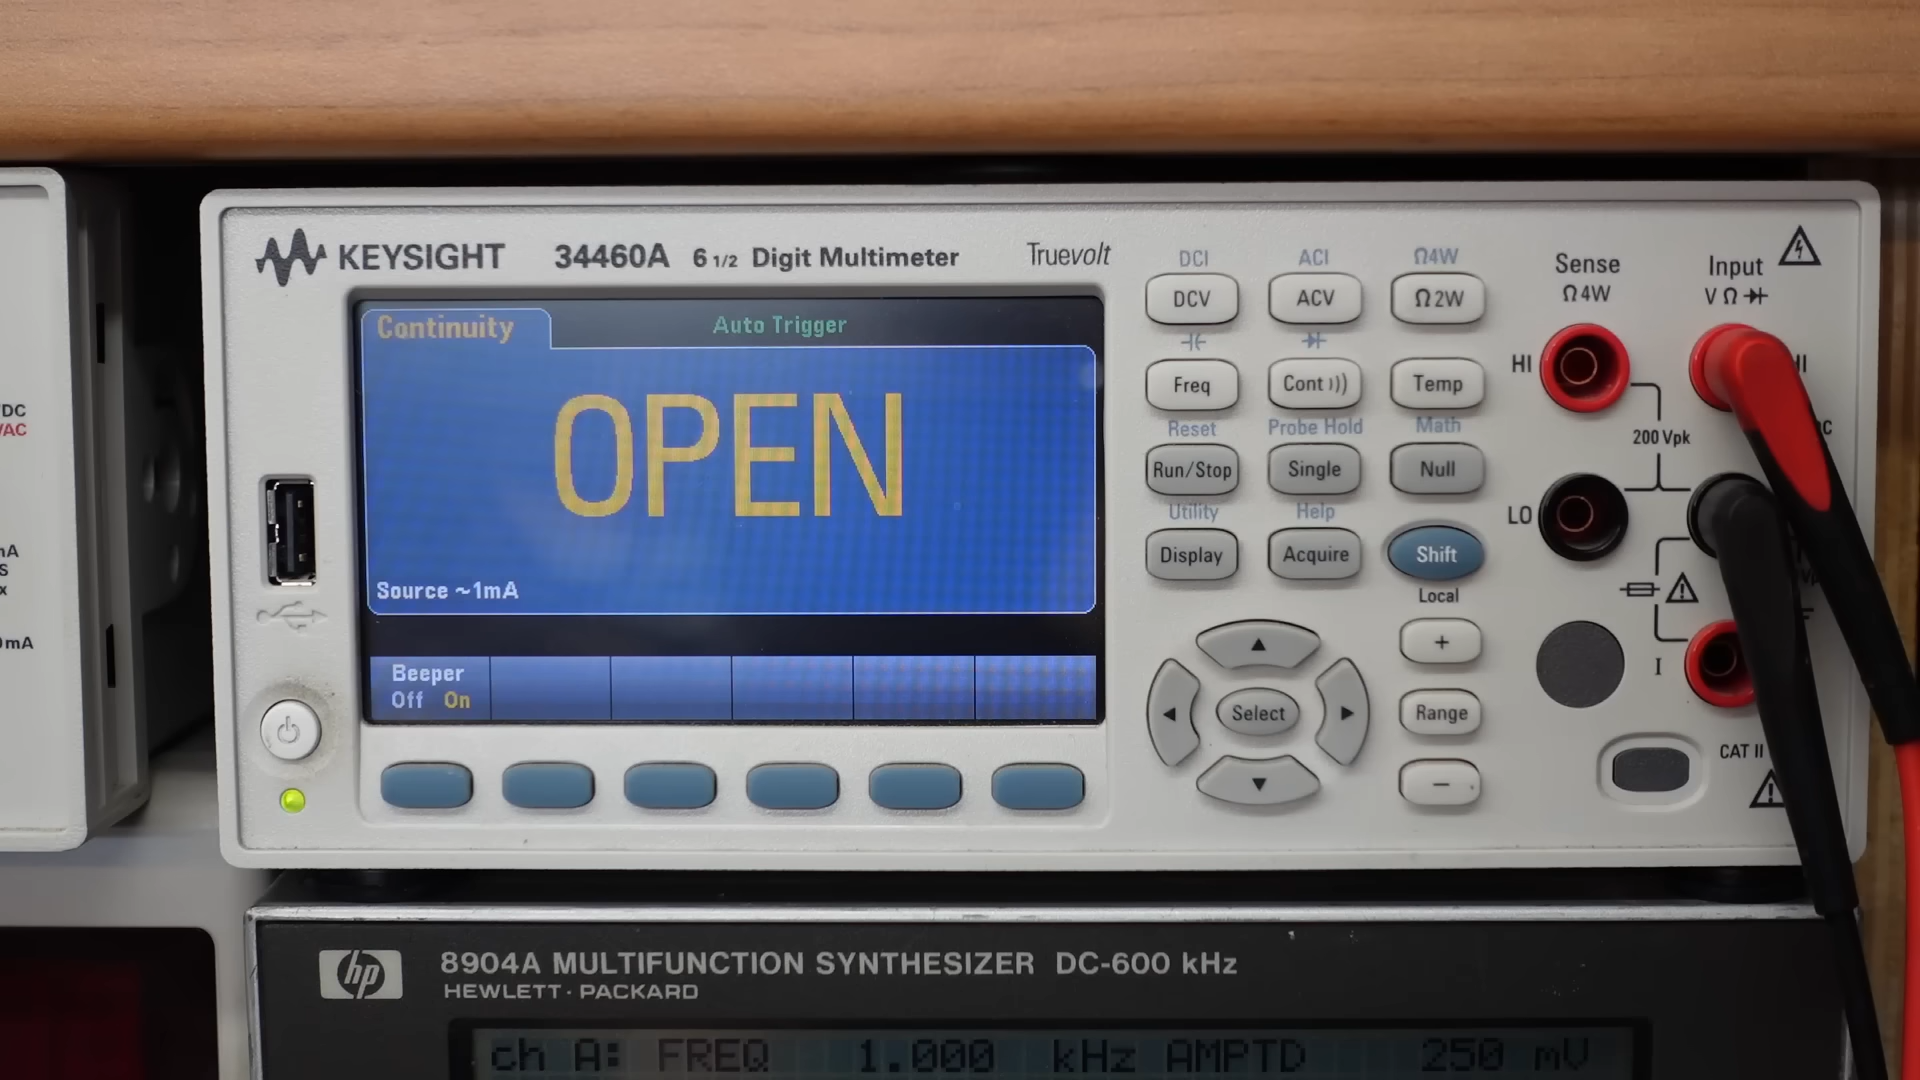 KEYSIGHT 34460A 6 1/2 Digit Multimeter Truevolt
Continuity Auto Trigger
OPEN
Source ~1mA
Beeper
Off On
DCI ACI Ω4W
DCV ACV Ω2W
Freq Cont Temp
Reset Probe Hold Math
Run/Stop Single Null
Utility Help
Display Acquire Shift
Local
+
Select Range
−
Sense Input
Ω4W VΩ
HI HI
200 Vpk
LO
I
CAT II
DC
VAC
mA
S
x
0mA
hp 8904A MULTIFUNCTION SYNTHESIZER DC-600 kHz
HEWLETT·PACKARD
ch A: FREQ 1.000 kHz AMPTD 250 mV